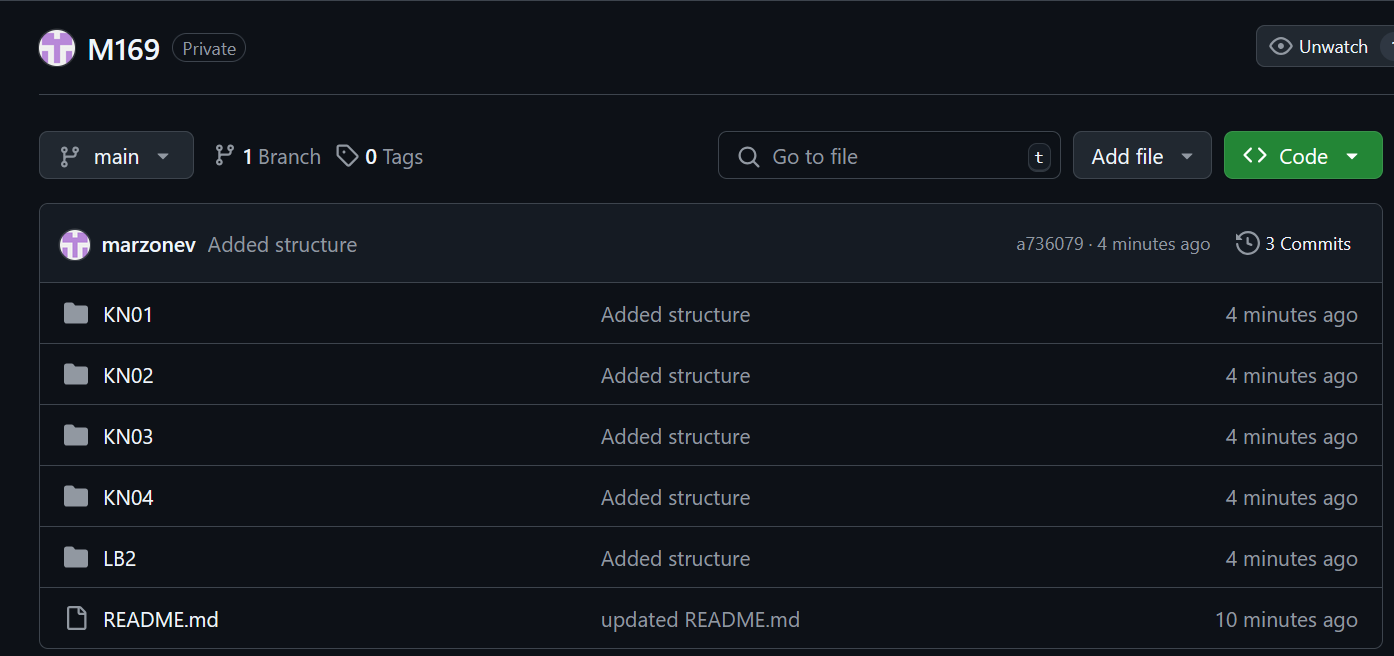 M169 Private Unwatch
main 1 Branch 0 Tags Go to file t Add file Code
marzonev Added structure a736079 · 4 minutes ago 3 Commits
KN01 Added structure 4 minutes ago
KN02 Added structure 4 minutes ago
KN03 Added structure 4 minutes ago
KN04 Added structure 4 minutes ago
LB2 Added structure 4 minutes ago
README.md updated README.md 10 minutes ago